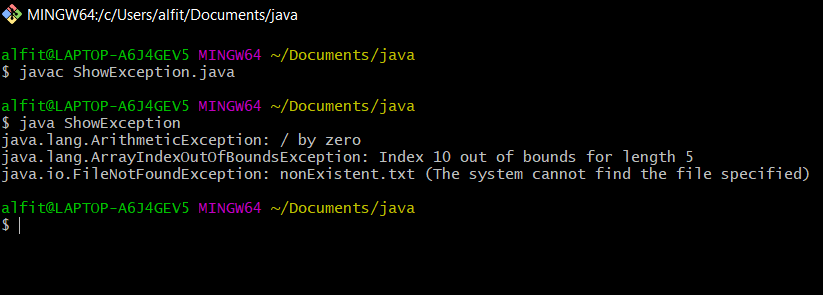 MINGW64:/c/Users/alfit/Documents/java
alfit@LAPTOP-A6J4GEV5 MINGW64 ~/Documents/java
$ javac ShowException.java
alfit@LAPTOP-A6J4GEV5 MINGW64 ~/Documents/java
$ java ShowException
java.lang.ArithmeticException: / by zero
java.lang.ArrayIndexOutOfBoundsException: Index 10 out of bounds for length 5
java.io.FileNotFoundException: nonExistent.txt (The system cannot find the file specified)
alfit@LAPTOP-A6J4GEV5 MINGW64 ~/Documents/java
$